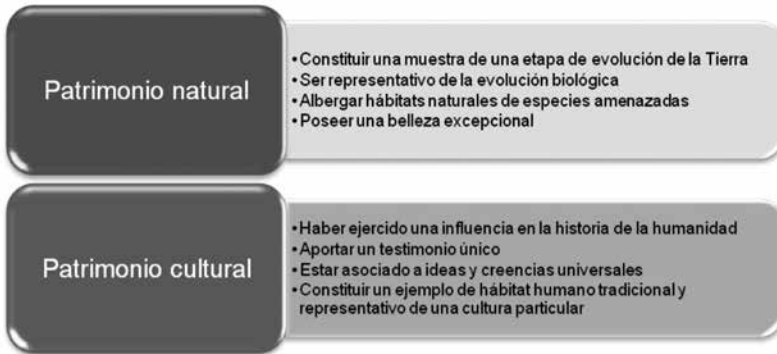 Patrimonio natural
• Constituir una muestra de una etapa de evolución de la Tierra
• Ser representativo de la evolución biológica
• Albergar hábitats naturales de especies amenazadas
• Poseer una belleza excepcional
Patrimonio cultural
• Haber ejercido una influencia en la historia de la humanidad
• Aportar un testimonio único
• Estar asociado a ideas y creencias universales
• Constituir un ejemplo de hábitat humano tradicional y
representativo de una cultura particular